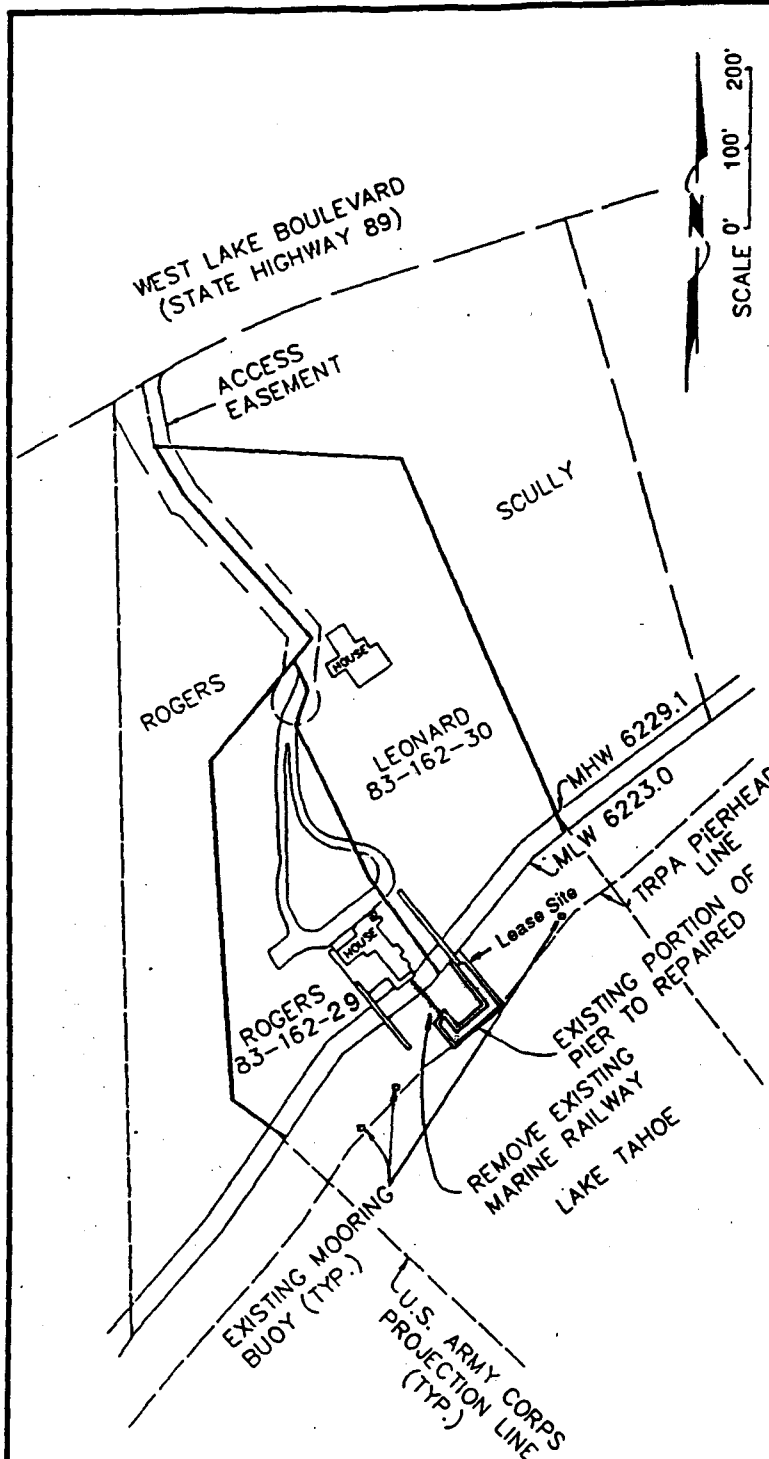 SCALE 0' 100' 200'
WEST LAKE BOULEVARD
(STATE HIGHWAY 89)
ACCESS
EASEMENT
SCULLY
HOUSE
ROGERS
LEONARD
83-162-30
MHW 6229.1
MLW 6223.0
TRPA PIERHEAD
LINE
Lease Site
HOUSE
EXISTING PORTION OF
PIER TO REPAIRED
ROGERS
83-162-29
REMOVE EXISTING
MARINE RAILWAY
LAKE TAHOE
EXISTING MOORING
BUOY (TYP.)
U.S. ARMY CORPS
PROJECTION LINE
(TYP.)